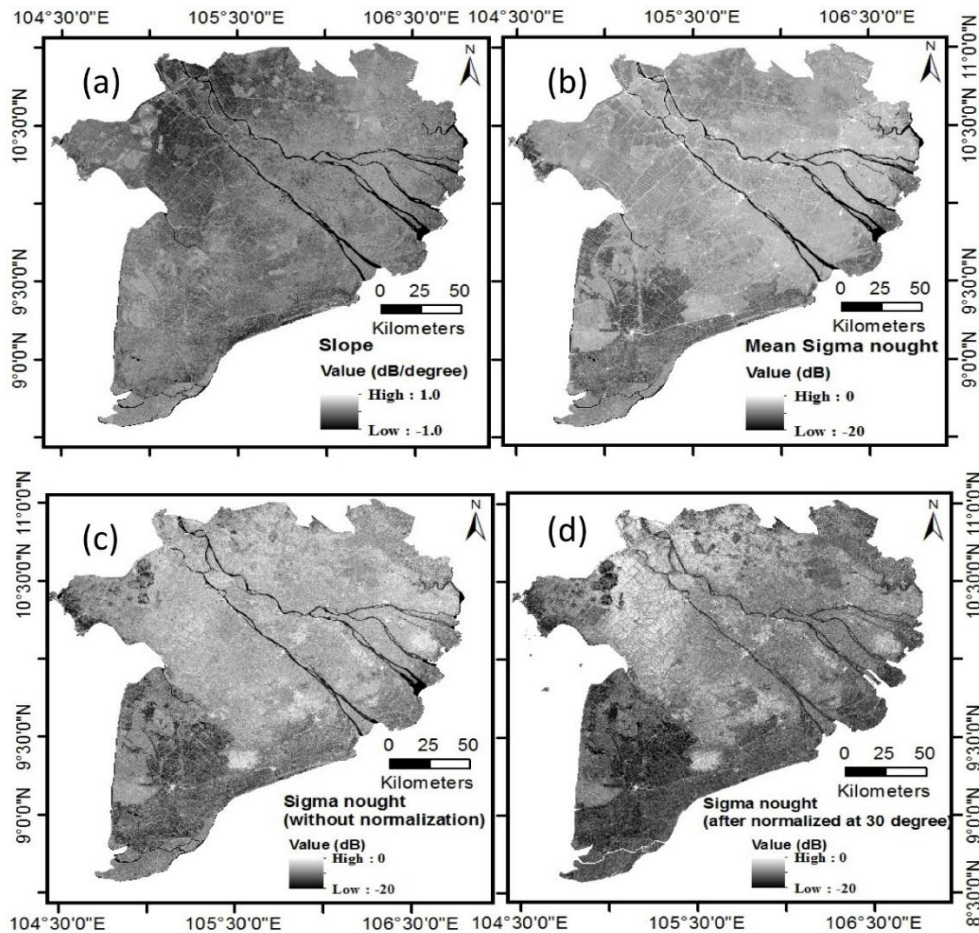 104°30'0"E 105°30'0"E 106°30'0"E 105°30'0"E 106°30'0"E
(a)
N
10°30'0"N
9°30'0"N
9°0'0"N
0 25 50
Kilometers
Slope
Value (dB/degree)
High : 1.0
Low : -1.0
(b)
N
11°0'0"N
10°30'0"N
9°30'0"N
9°0'0"N
0 25 50
Kilometers
Mean Sigma nought
Value (dB)
High : 0
Low : -20
(c)
N
11°0'0"N
10°30'0"N
9°30'0"N
9°0'0"N
0 25 50
Kilometers
Sigma nought
(without normalization)
Value (dB)
High : 0
Low : -20
(d)
N
11°0'0"N
10°30'0"N
9°30'0"N
9°0'0"N
8°30'0"N
0 25 50
Kilometers
Sigma nought
(after normalized at 30 degree)
Value (dB)
High : 0
Low : -20
104°30'0"E 105°30'0"E 106°30'0"E 104°30'0"E 105°30'0"E 106°30'0"E